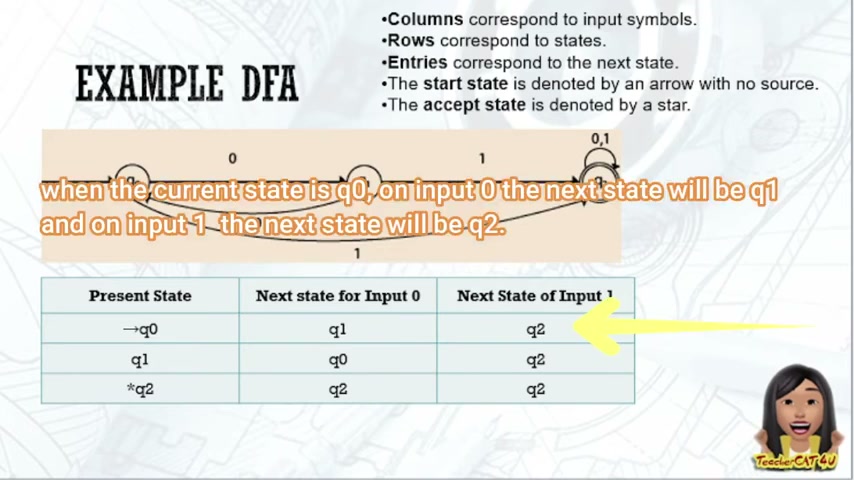 •Columns correspond to input symbols.
•Rows correspond to states.
•Entries correspond to the next state.
•The start state is denoted by an arrow with no source.
•The accept state is denoted by a star.
EXAMPLE DFA
0,1
0
1
when the current state is q0, on input 0 the next state will be q1
and on input 1 the next state will be q2.
1
Present State Next state for Input 0 Next State of Input 1
→q0 q1 q2
q1 q0 q2
*q2 q2 q2
TeacherCAT4U